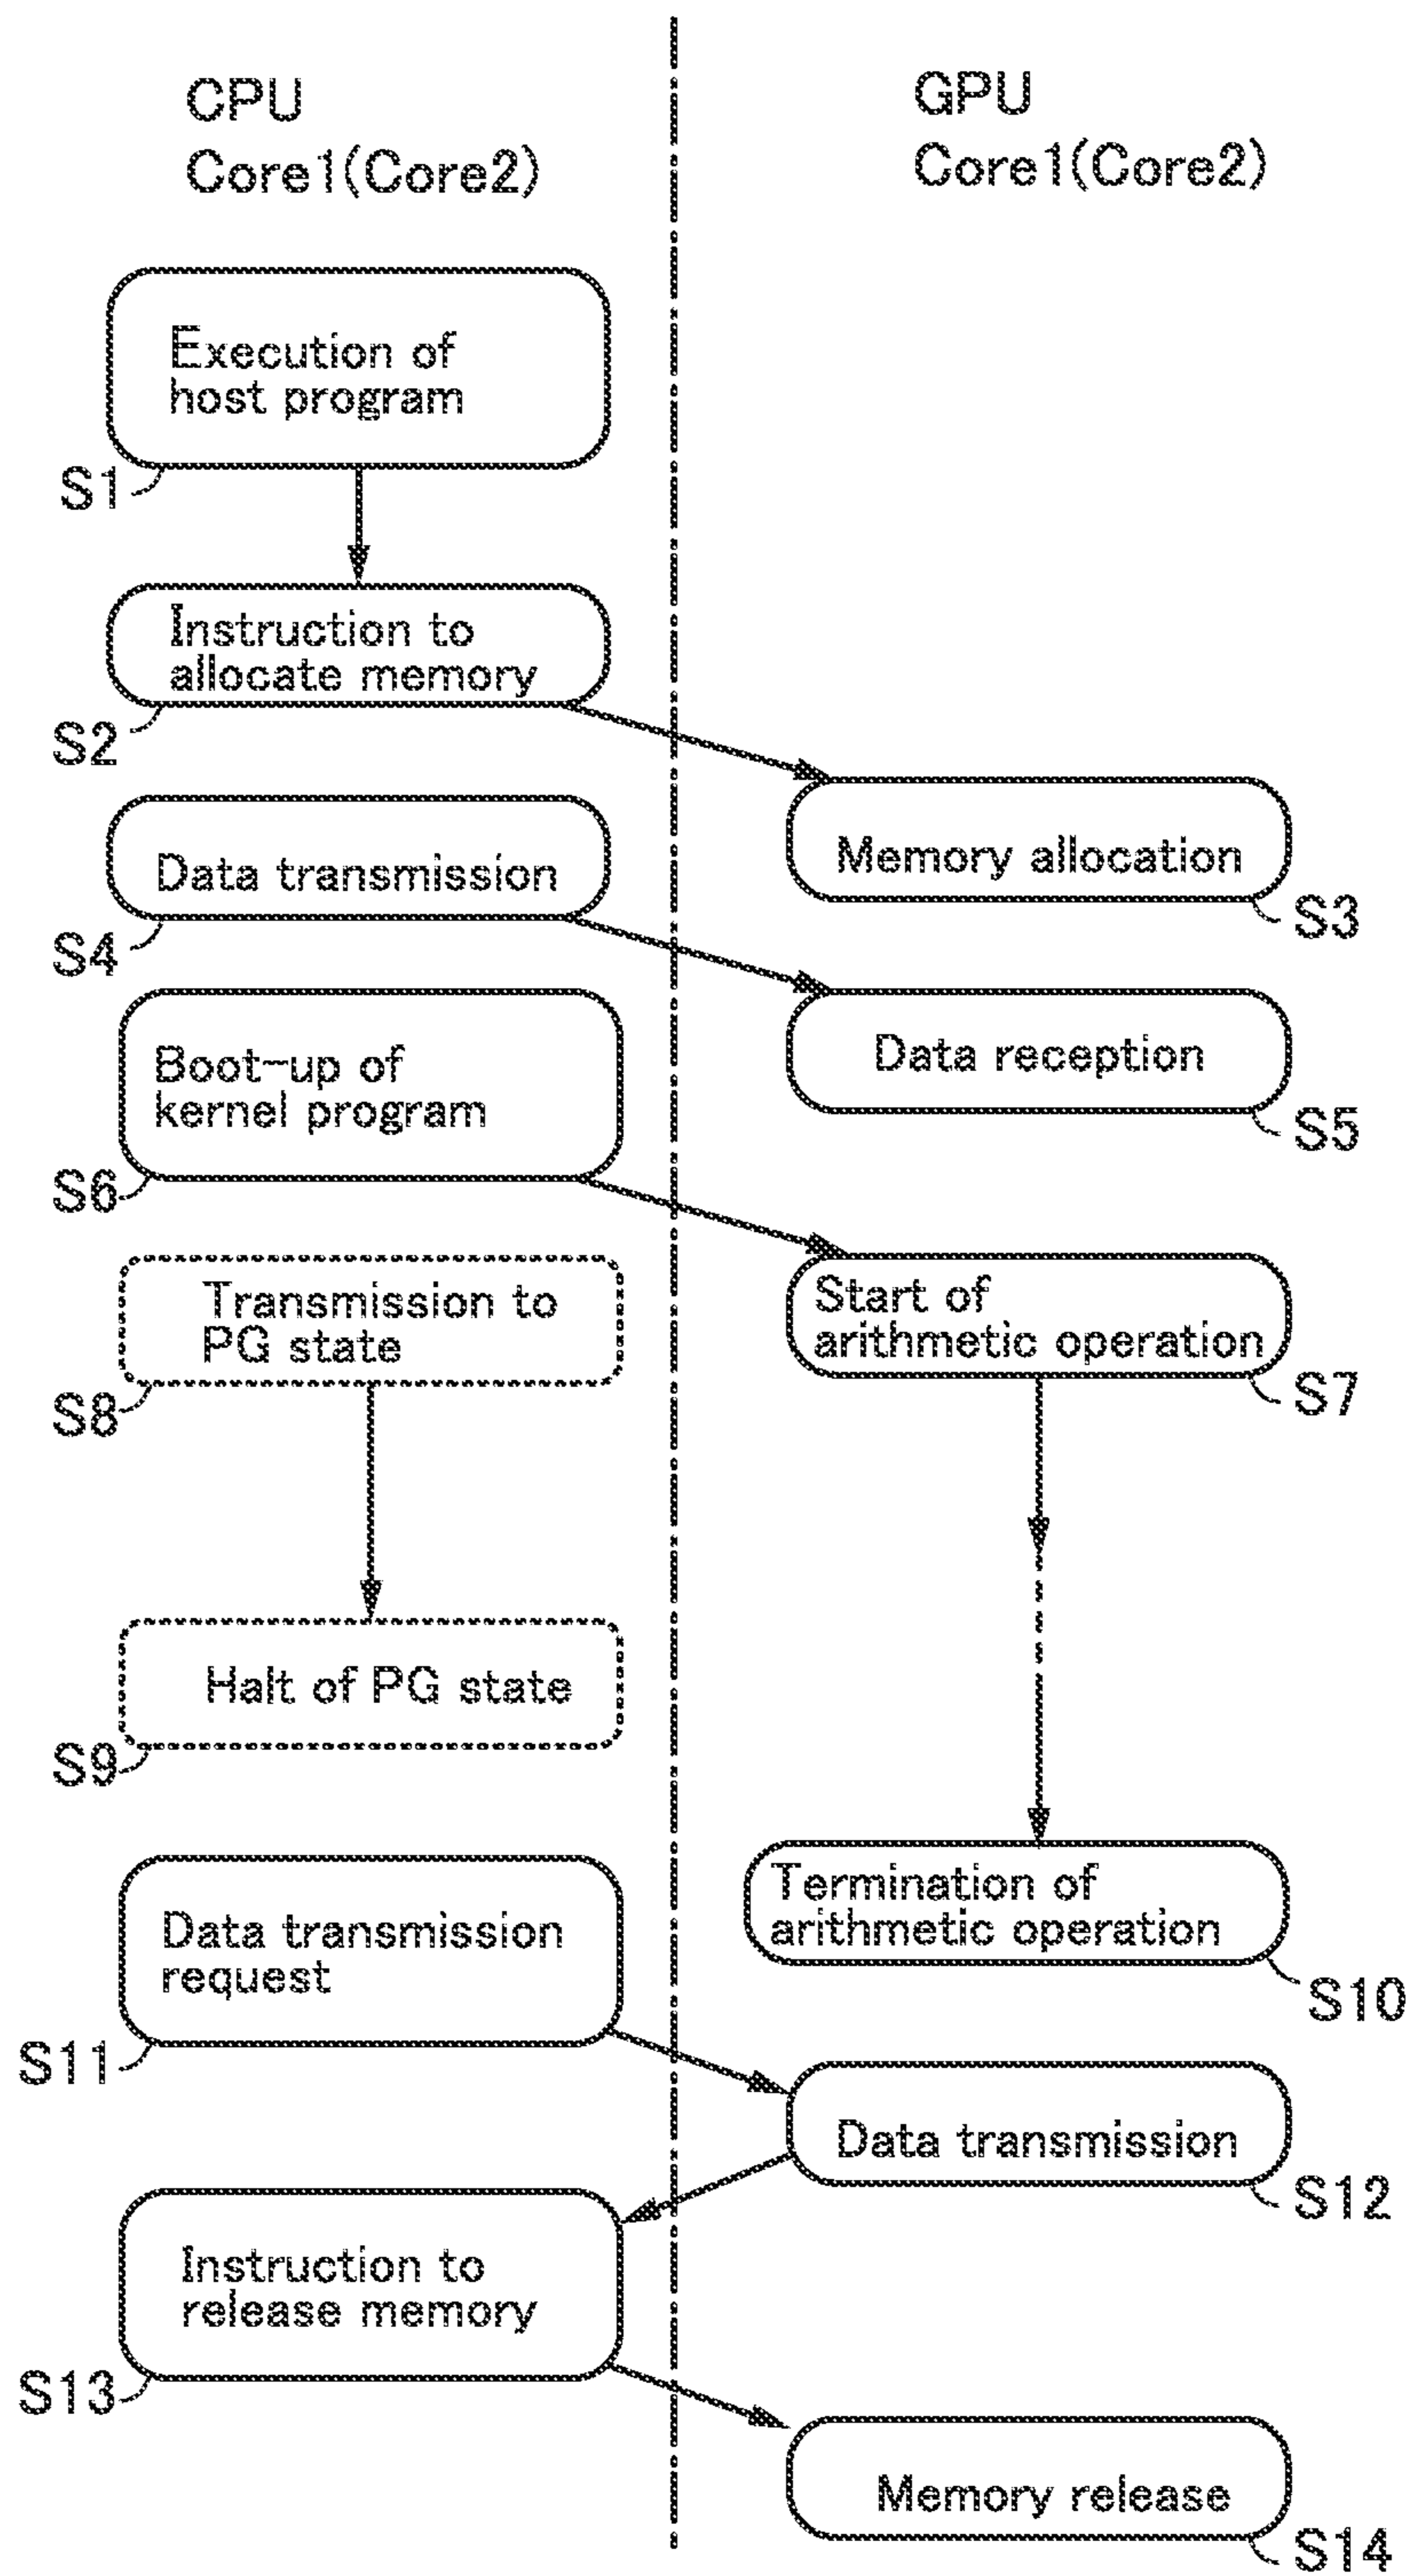 CPU
Core1(Core2)
GPU
Core1(Core2)
Execution of
host program
S1
Instruction to
allocate memory
S2
Memory allocation
S3
Data transmission
S4
Data reception
S5
Boot-up of
kernel program
S6
Start of
arithmetic operation
S7
Transmission to
PG state
S8
Halt of PG state
S9
Termination of
arithmetic operation
S10
Data transmission
request
S11
Data transmission
S12
Instruction to
release memory
S13
Memory release
S14